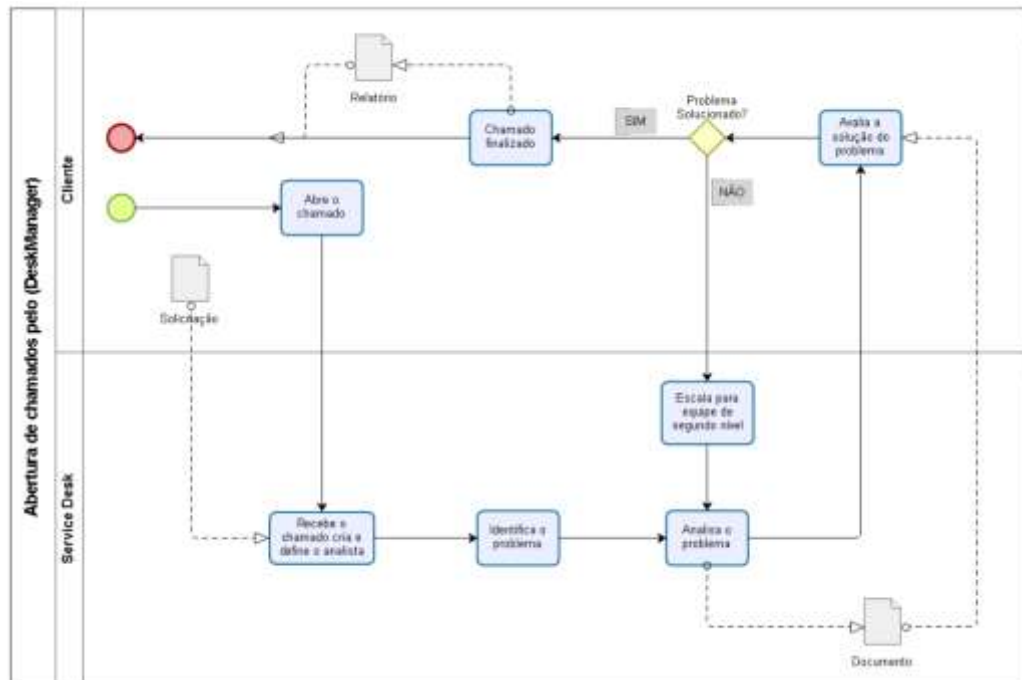 Abertura de chamados pelo (DeskManager)
Cliente
Relatório
Chamado
finalizado
SIM
Problema
Solucionado?
Avalia a
solução do
problema
NÃO
Abre o
chamado
Solicitação
Service Desk
Escala para
equipe de
segundo nível
Recebe o
chamado cria e
define o analista
Identifica o
problema
Analisa o
problema
Documento